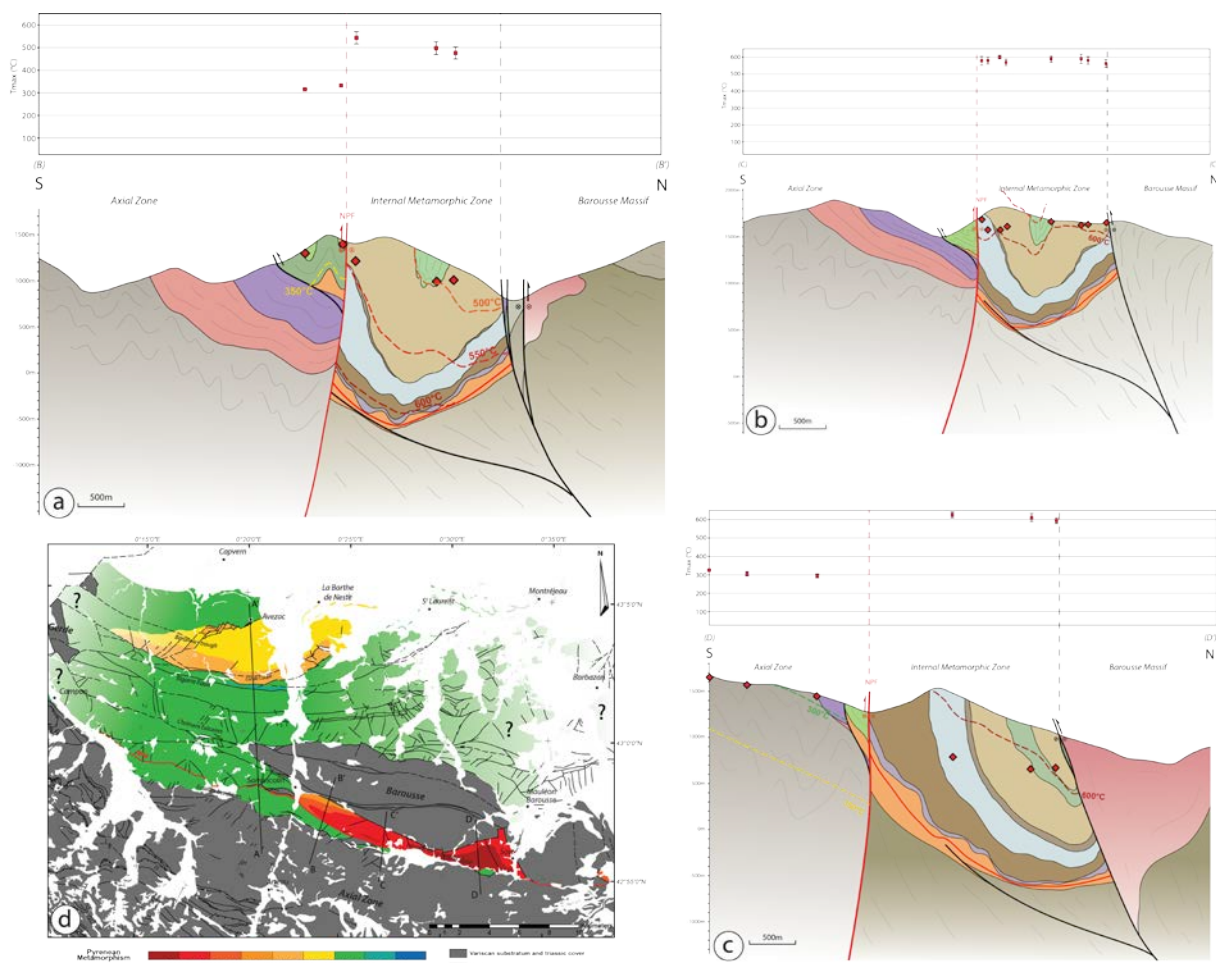 600
500
400
300
200
100
Tmax (°C)
(B)
(B')
S
N
Axial Zone
Internal Metamorphic Zone
Barousse Massif
NPF
1500m
1000m
500m
0m
500m
1000m
350°C
500°C
550°C
600°C
a
500m
600
500
400
300
200
100
Tmax (°C)
(C)
S
N
Axial Zone
Internal Metamorphic Zone
Barousse Massif
NPF
600°C
b
500m
0°15'0"E
0°20'0"E
0°25'0"E
0°30'0"E
0°35'0"E
Capvern
N
La Barthe
de Neste
St Laurent
Montréjeau
43°5'0"N
A'
Avezac
?
?
?
Campan
Barbazan
43°0'0"N
Barousse
Mauléon
Barousse
B'
C'
D'
A
B
C
D
Axial Zone
42°55'0"N
d
Pyrenean
Metamorphism
Variscan substratum and triassic cover
600
500
400
300
200
100
Tmax (°C)
(D)
(D')
S
N
Axial Zone
Internal Metamorphic Zone
Barousse Massif
NPF
600°C
c
500m